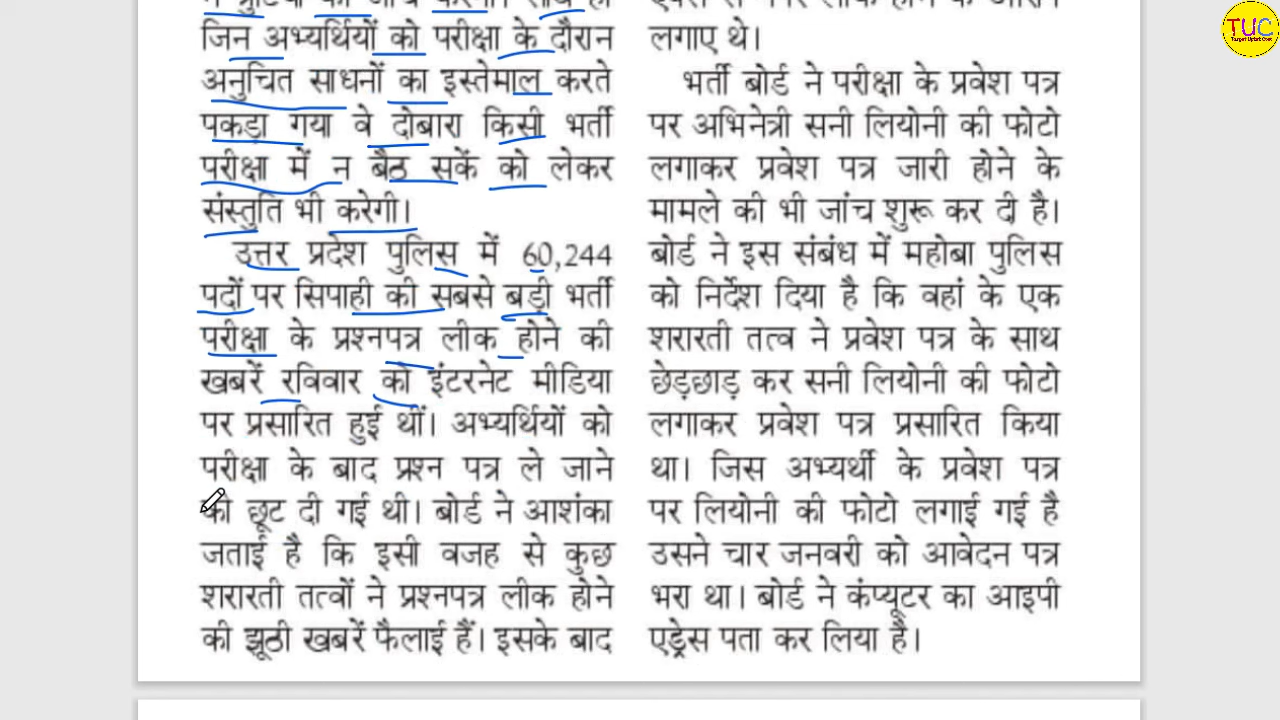 जिन अभ्यर्थियों को परीक्षा के दौरान
अनुचित साधनों का इस्तेमाल करते
पकड़ा गया वे दोबारा किसी भर्ती
परीक्षा में न बैठ सकें को लेकर
संस्तुति भी करेगी।
उत्तर प्रदेश पुलिस में 60,244
पदों पर सिपाही की सबसे बड़ी भर्ती
परीक्षा के प्रश्नपत्र लीक होने की
खबरें रविवार को इंटरनेट मीडिया
पर प्रसारित हुई थीं। अभ्यर्थियों को
परीक्षा के बाद प्रश्न पत्र ले जाने
की छूट दी गई थी। बोर्ड ने आशंका
जताई है कि इसी वजह से कुछ
शरारती तत्वों ने प्रश्नपत्र लीक होने
की झूठी खबरें फैलाई हैं। इसके बाद
लगाए थे।
भर्ती बोर्ड ने परीक्षा के प्रवेश पत्र
पर अभिनेत्री सनी लियोनी की फोटो
लगाकर प्रवेश पत्र जारी होने के
मामले की भी जांच शुरू कर दी है।
बोर्ड ने इस संबंध में महोबा पुलिस
को निर्देश दिया है कि वहां के एक
शरारती तत्व ने प्रवेश पत्र के साथ
छेड़छाड़ कर सनी लियोनी की फोटो
लगाकर प्रवेश पत्र प्रसारित किया
था। जिस अभ्यर्थी के प्रवेश पत्र
पर लियोनी की फोटो लगाई गई है
उसने चार जनवरी को आवेदन पत्र
भरा था। बोर्ड ने कंप्यूटर का आइपी
एड्रेस पता कर लिया है।
TUC
Target Uptet Ctet